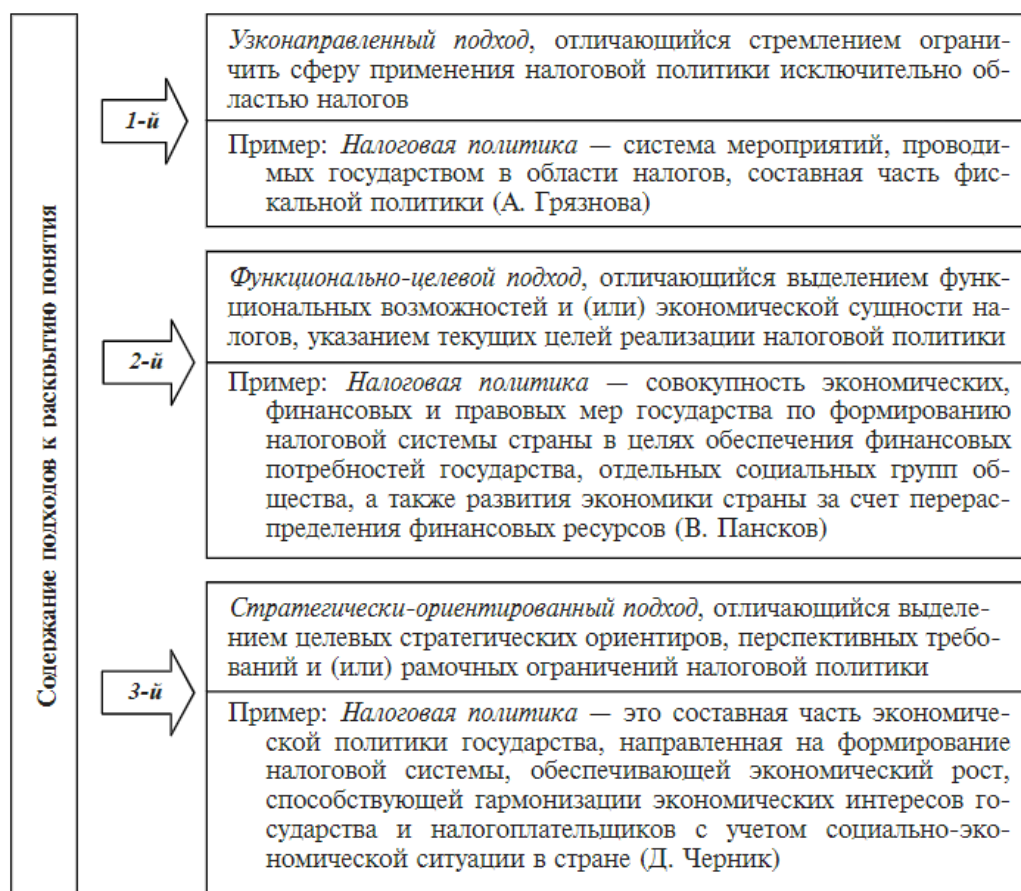 Содержание подходов к раскрытию понятия
1-й
Узконаправленный подход, отличающийся стремлением ограни-
чить сферу применения налоговой политики исключительно об-
ластью налогов
Пример: Налоговая политика — система мероприятий, проводи-
мых государством в области налогов, составная часть фи-
скальной политики (А. Грязнова)
2-й
Функционально-целевой подход, отличающийся выделением функ-
циональных возможностей и (или) экономической сущности на-
логов, указанием текущих целей реализации налоговой политики
Пример: Налоговая политика — совокупность экономических,
финансовых и правовых мер государства по формированию
налоговой системы страны в целях обеспечения финансовых
потребностей государства, отдельных социальных групп об-
щества, а также развития экономики страны за счет перерас-
пределения финансовых ресурсов (В. Пансков)
3-й
Стратегически-ориентированный подход, отличающийся выделе-
нием целевых стратегических ориентиров, перспективных требо-
ваний и (или) рамочных ограничений налоговой политики
Пример: Налоговая политика — это составная часть экономиче-
ской политики государства, направленная на формирование
налоговой системы, обеспечивающей экономический рост,
способствующей гармонизации экономических интересов го-
сударства и налогоплательщиков с учетом социально-эко-
номической ситуации в стране (Д. Черник)